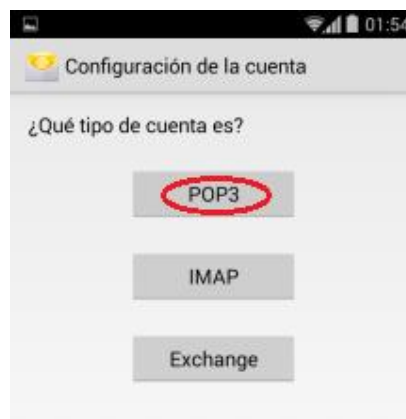 01:54
Configuración de la cuenta
¿Qué tipo de cuenta es?
POP3
IMAP
Exchange